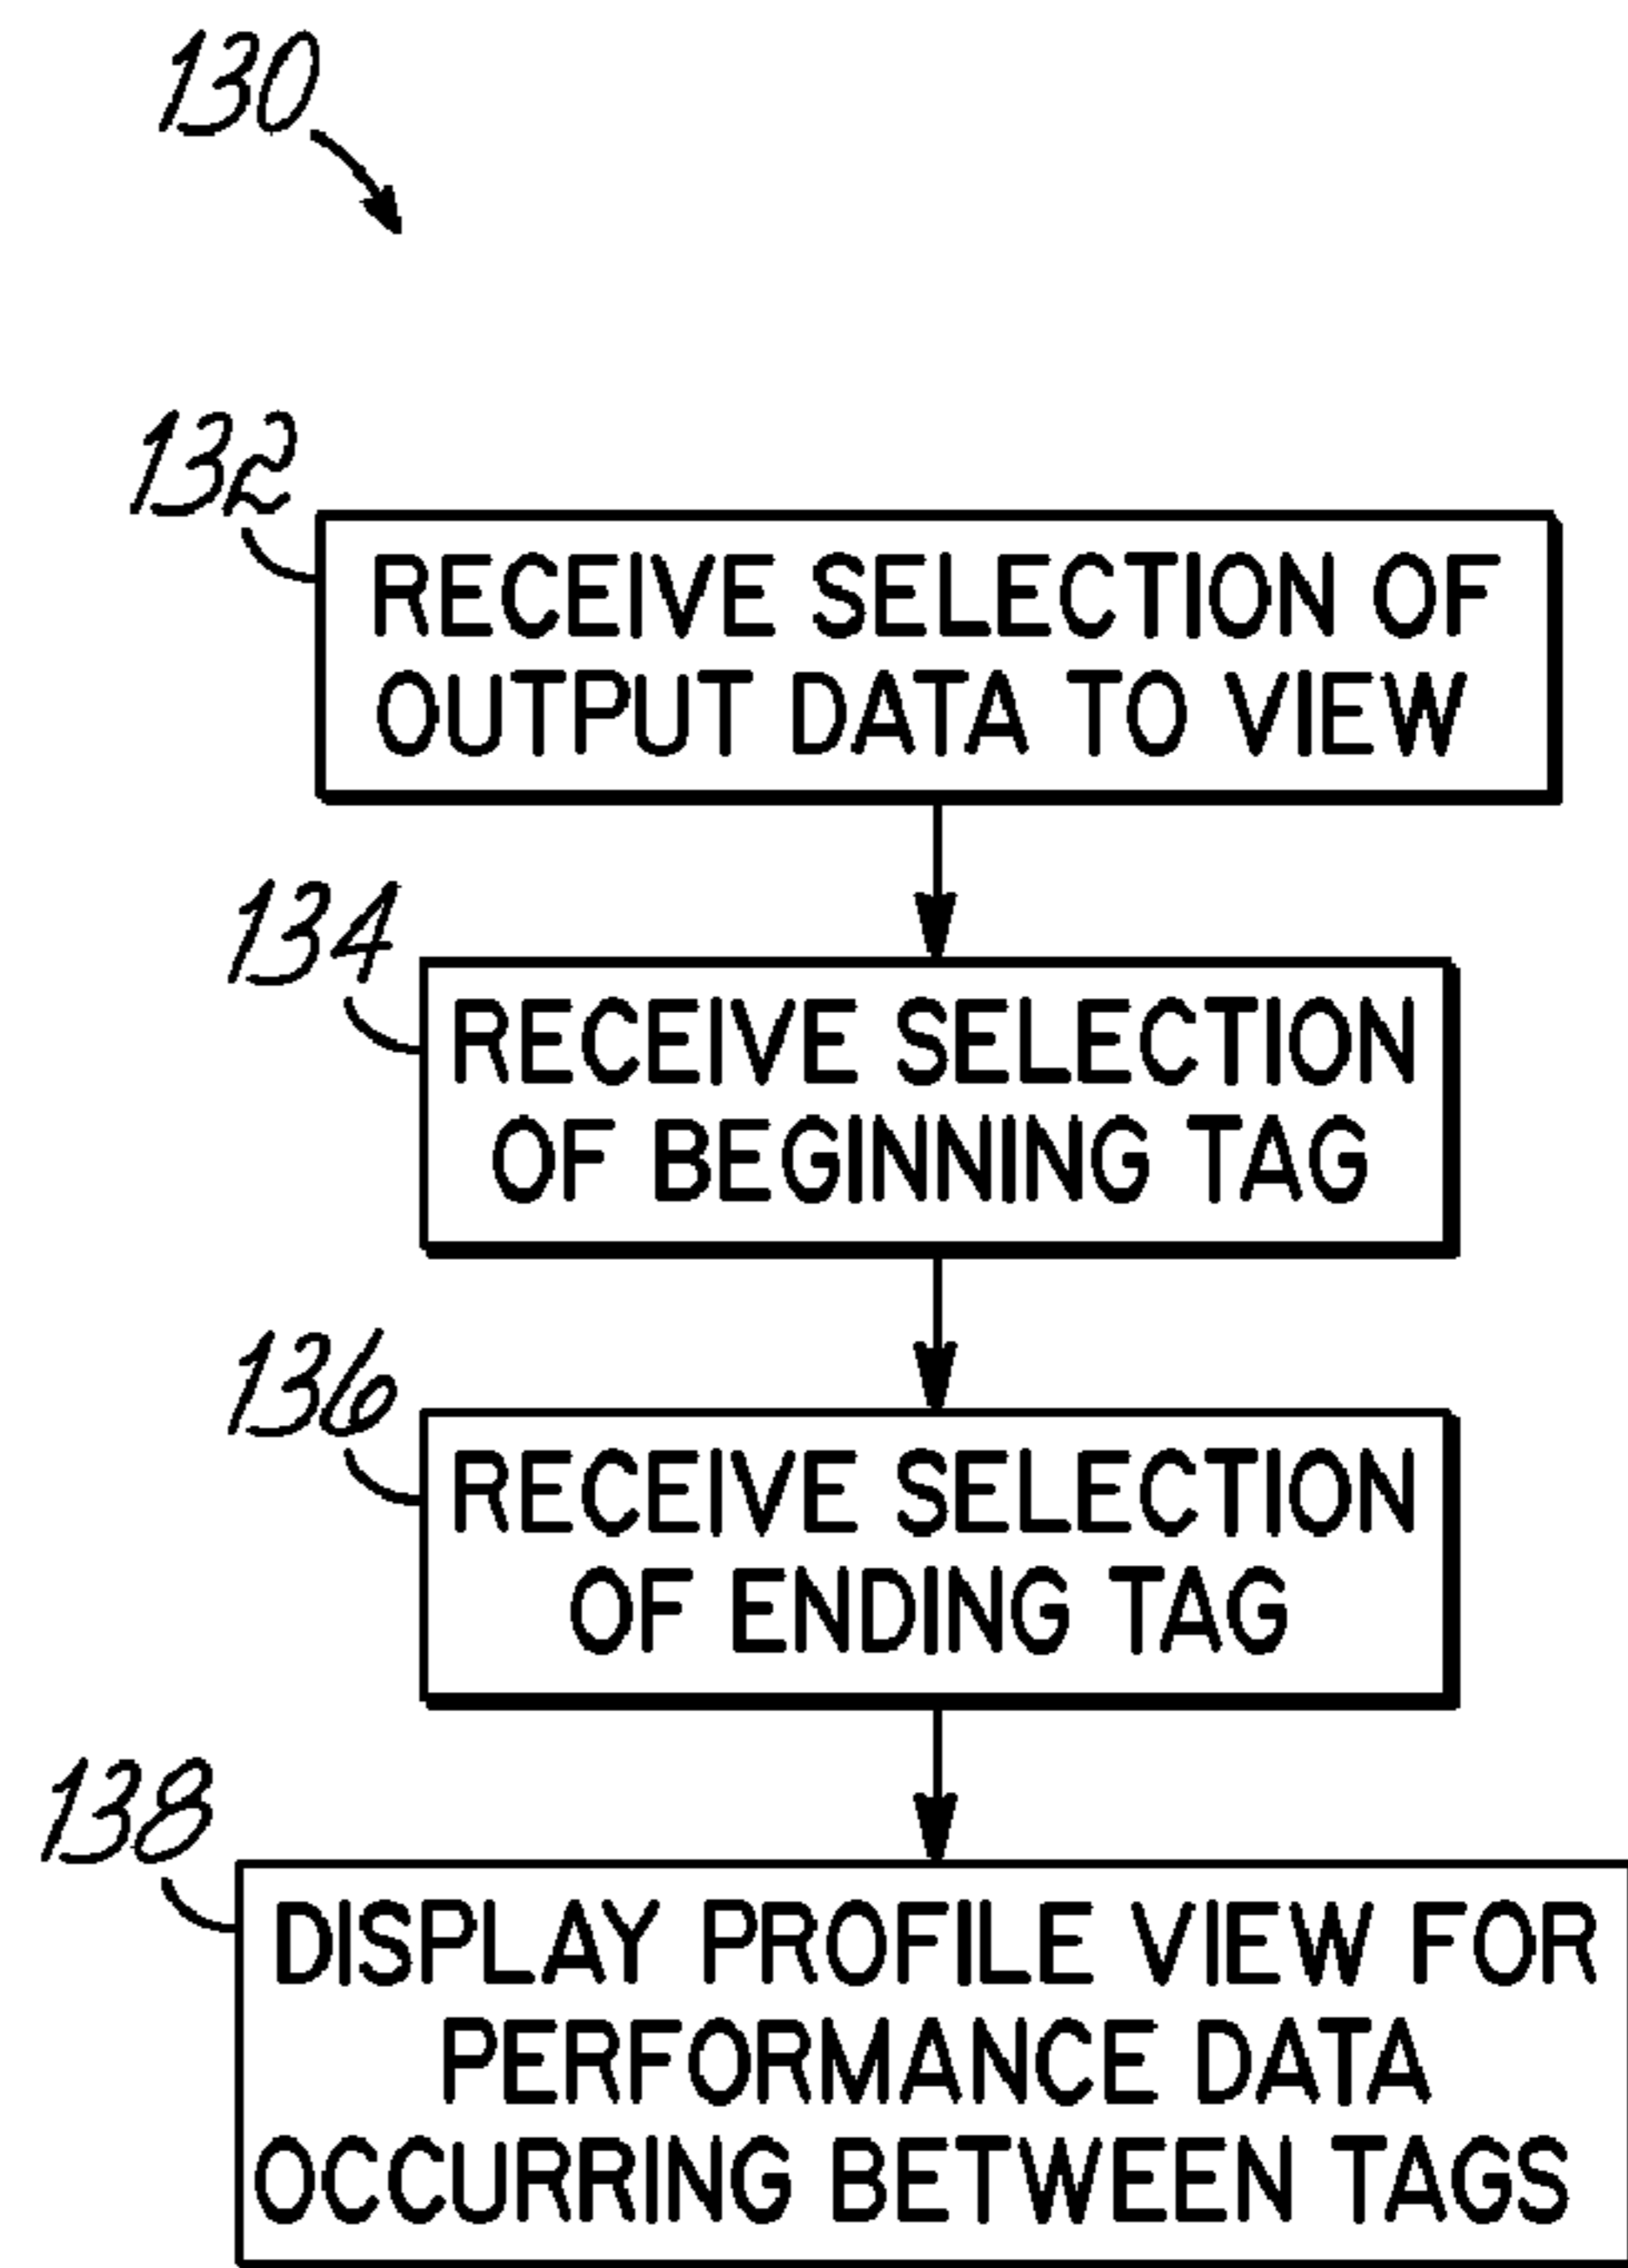 130
132
RECEIVE SELECTION OF
OUTPUT DATA TO VIEW
134
RECEIVE SELECTION
OF BEGINNING TAG
136
RECEIVE SELECTION
OF ENDING TAG
138
DISPLAY PROFILE VIEW FOR
PERFORMANCE DATA
OCCURRING BETWEEN TAGS